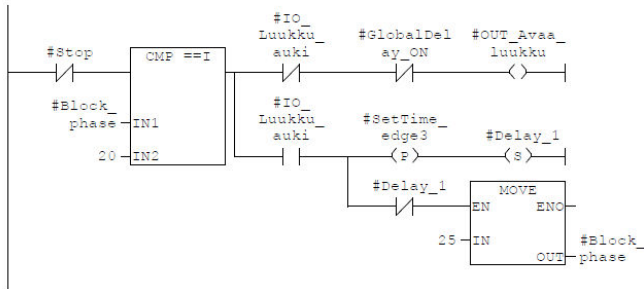 #IO_
Luukku_
auki
#GlobalDel
ay_ON
#OUT_Avaa_
luukku
#Stop
CMP ==I
#Block_
phase
IN1
20
IN2
#IO_
Luukku_
auki
#SetTime_
edge3
#Delay_1
P
S
#Delay_1
MOVE
EN
ENO
25
IN
OUT
#Block_
phase